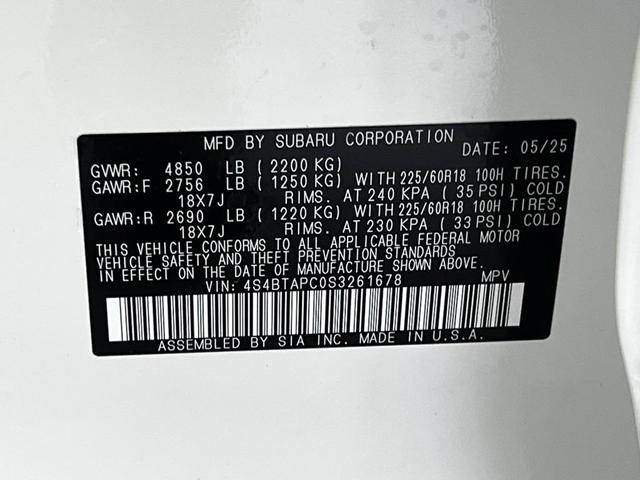 MFD BY SUBARU CORPORATION DATE: 05/25
GVWR: 4850 LB (2200 KG)
GAWR:F 2756 LB (1250 KG) WITH 225/60R18 100H TIRES.
18X7J RIMS. AT 240 KPA (35 PSI) COLD
GAWR:R 2690 LB (1220 KG) WITH 225/60R18 100H TIRES.
18X7J RIMS. AT 230 KPA (33 PSI) COLD
THIS VEHICLE CONFORMS TO ALL APPLICABLE FEDERAL MOTOR
VEHICLE SAFETY AND THEFT PREVENTION STANDARDS
IN EFFECT ON THE DATE OF MANUFACTURE SHOWN ABOVE.
VIN: 4S4BTAPC0S3261678 MPV
ASSEMBLED BY SIA INC. MADE IN U.S.A.